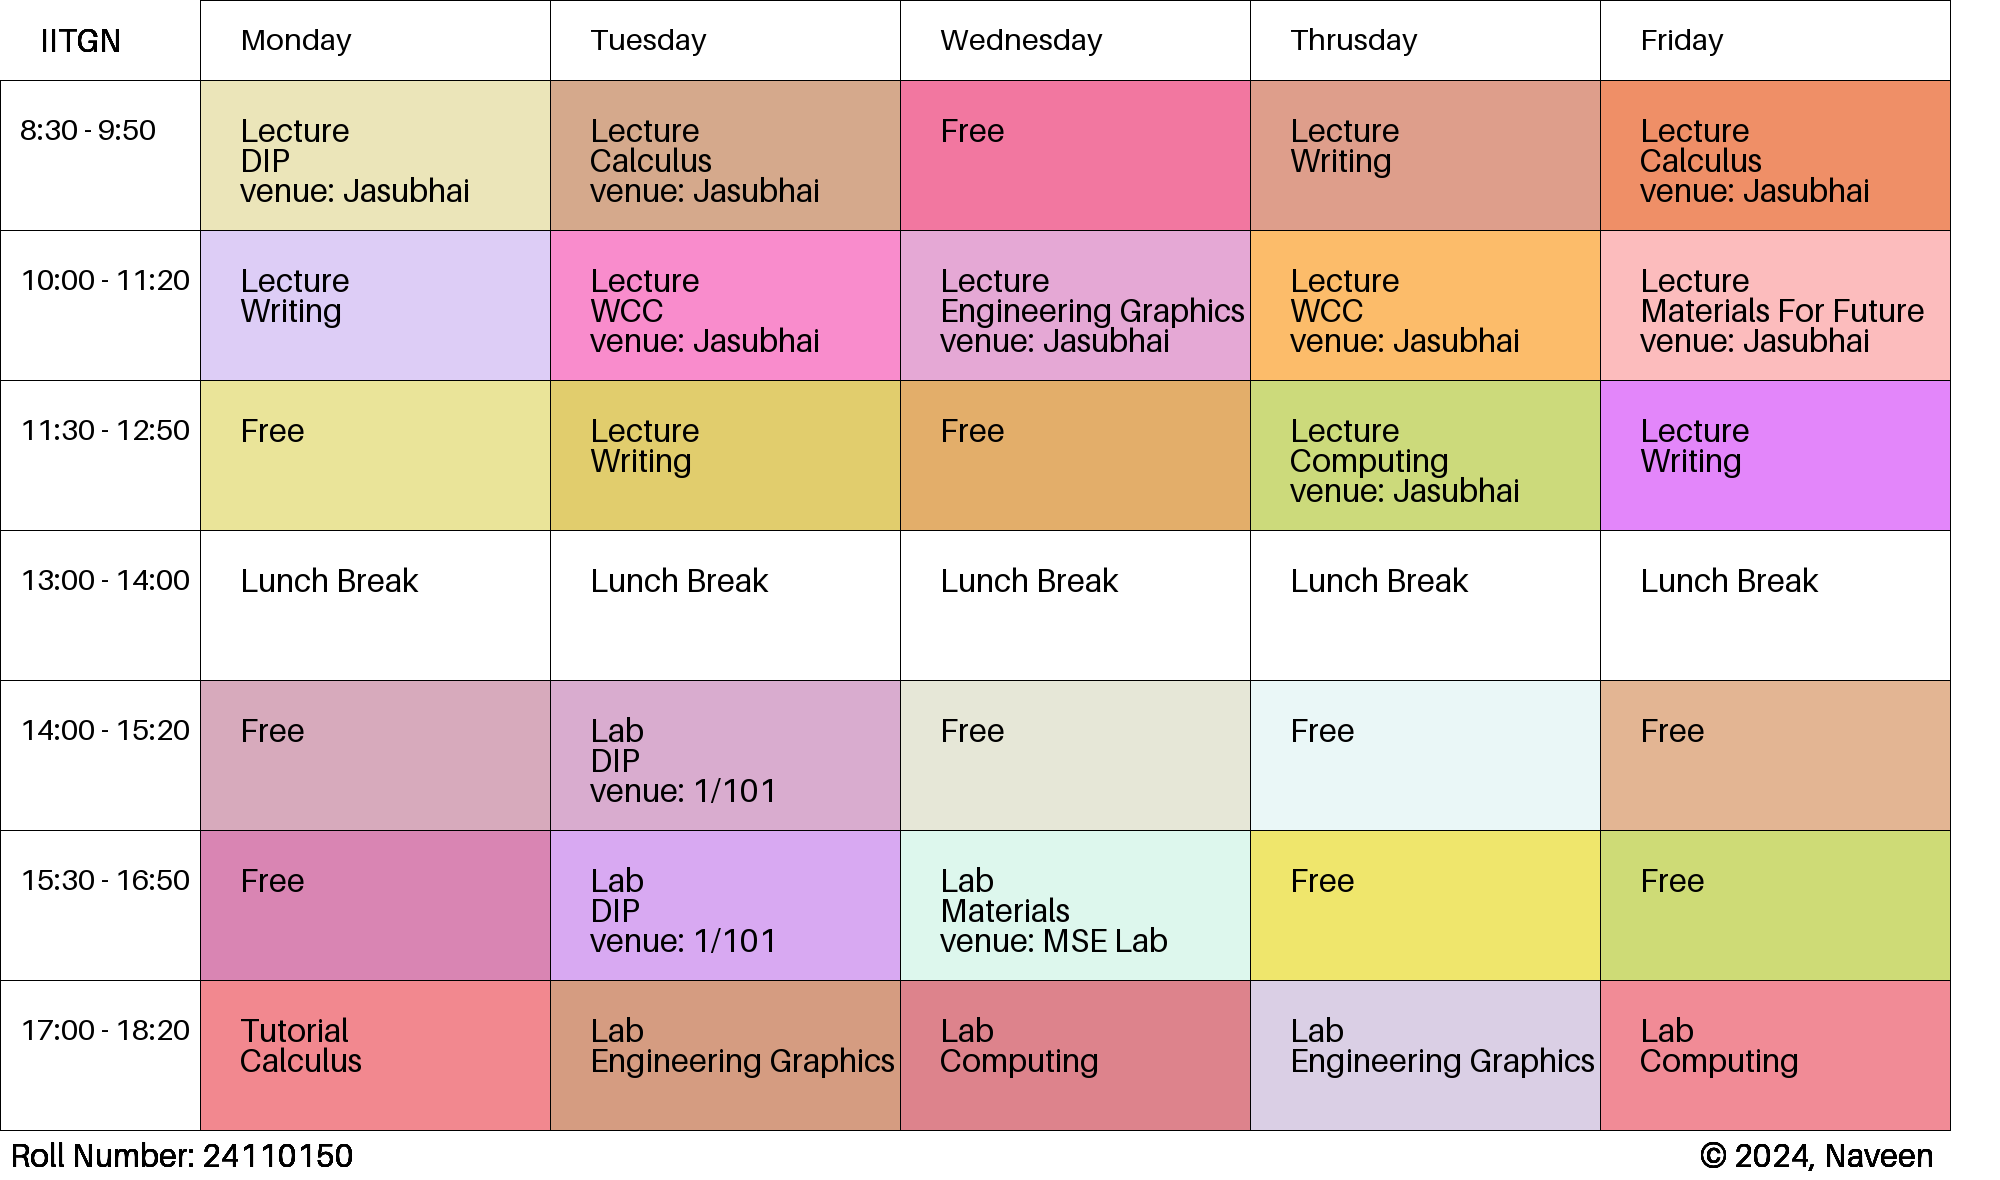 IITGN Monday Tuesday Wednesday Thrusday Friday
8:30 - 9:50
Lecture
DIP
venue: Jasubhai
Lecture
Calculus
venue: Jasubhai
Free
Lecture
Writing
Lecture
Calculus
venue: Jasubhai
10:00 - 11:20
Lecture
Writing
Lecture
WCC
venue: Jasubhai
Lecture
Engineering Graphics
venue: Jasubhai
Lecture
WCC
venue: Jasubhai
Lecture
Materials For Future
venue: Jasubhai
11:30 - 12:50
Free
Lecture
Writing
Free
Lecture
Computing
venue: Jasubhai
Lecture
Writing
13:00 - 14:00
Lunch Break
Lunch Break
Lunch Break
Lunch Break
Lunch Break
14:00 - 15:20
Free
Lab
DIP
venue: 1/101
Free
Free
Free
15:30 - 16:50
Free
Lab
DIP
venue: 1/101
Lab
Materials
venue: MSE Lab
Free
Free
17:00 - 18:20
Tutorial
Calculus
Lab
Engineering Graphics
Lab
Computing
Lab
Engineering Graphics
Lab
Computing
Roll Number: 24110150
© 2024, Naveen